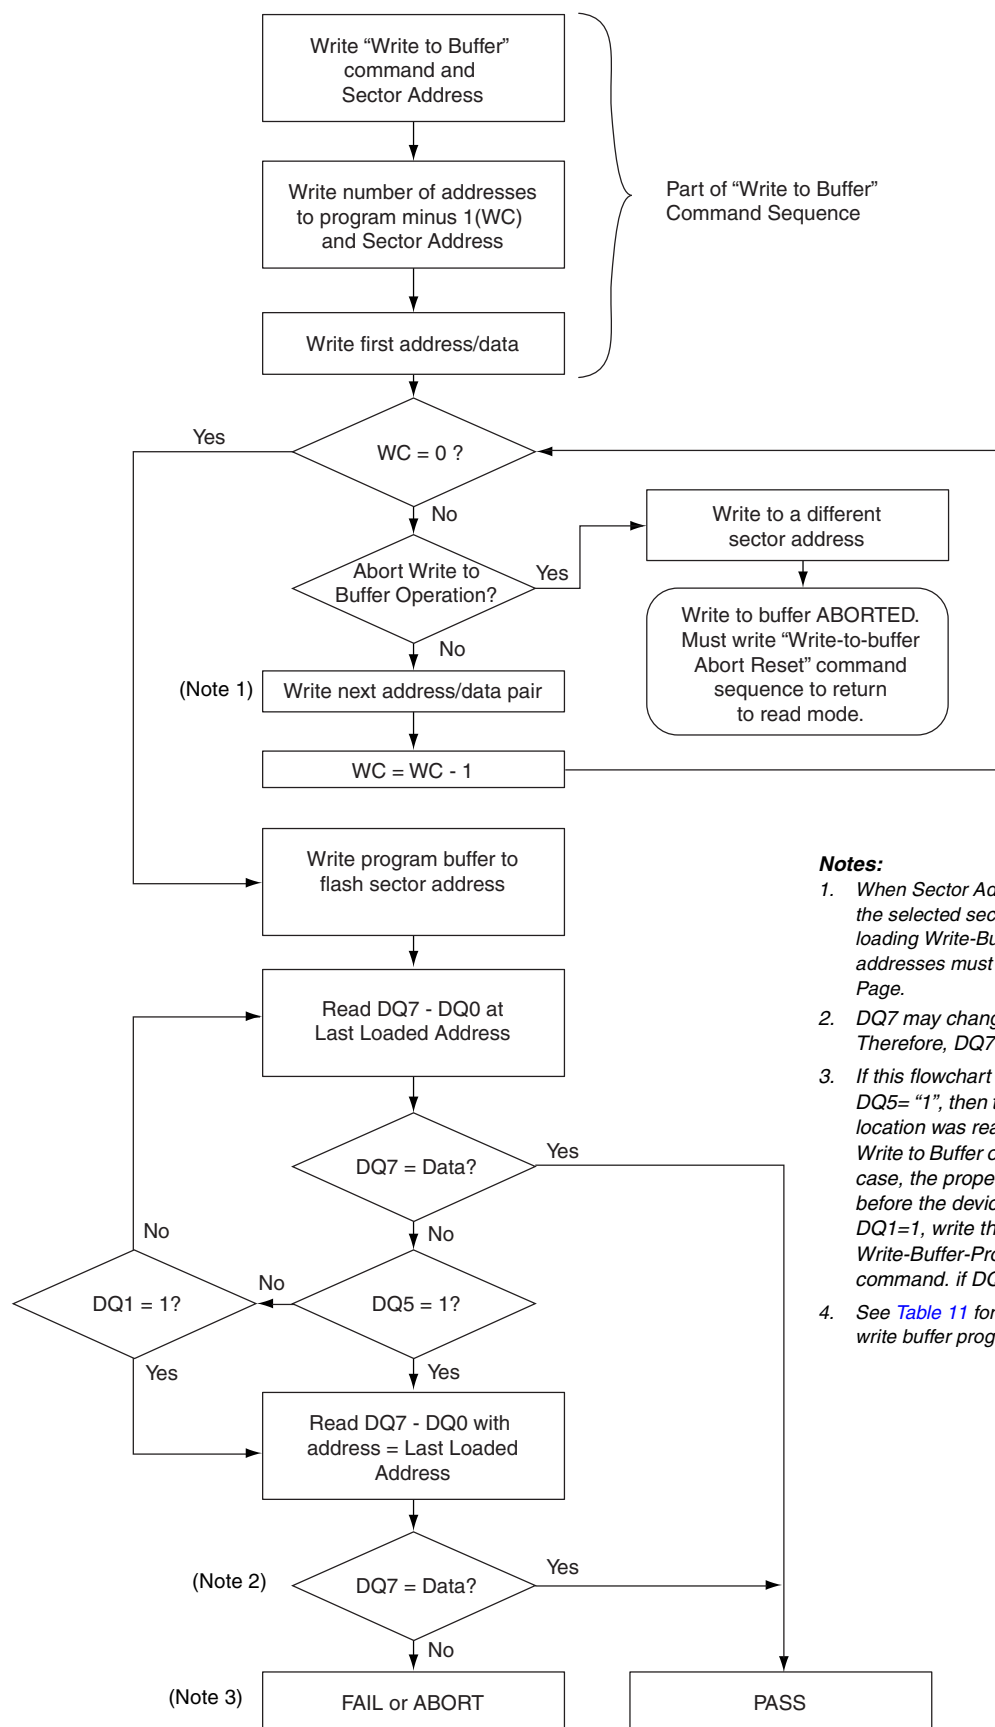 Write “Write to Buffer”
command and
Sector Address
Write number of addresses
to program minus 1(WC)
and Sector Address
Write first address/data
Part of “Write to Buffer”
Command Sequence
WC = 0 ?
Yes
No
Abort Write to
Buffer Operation?
Yes
No
Write to a different
sector address
Write to buffer ABORTED.
Must write “Write-to-buffer
Abort Reset” command
sequence to return
to read mode.
(Note 1)
Write next address/data pair
WC = WC - 1
Write program buffer to
flash sector address
Read DQ7 - DQ0 at
Last Loaded Address
DQ7 = Data?
Yes
No
No
DQ1 = 1?
No
DQ5 = 1?
Yes
Yes
Read DQ7 - DQ0 with
address = Last Loaded
Address
(Note 2)
DQ7 = Data?
Yes
No
(Note 3)
FAIL or ABORT
PASS
Notes:
1. When Sector Ad
the selected sec
loading Write-Bu
addresses must
Page.
2. DQ7 may chang
Therefore, DQ7
3. If this flowchart
DQ5= “1”, then t
location was rea
Write to Buffer o
case, the prope
before the devic
DQ1=1, write th
Write-Buffer-Pro
command. if DQ
4. See Table 11 for
write buffer prog